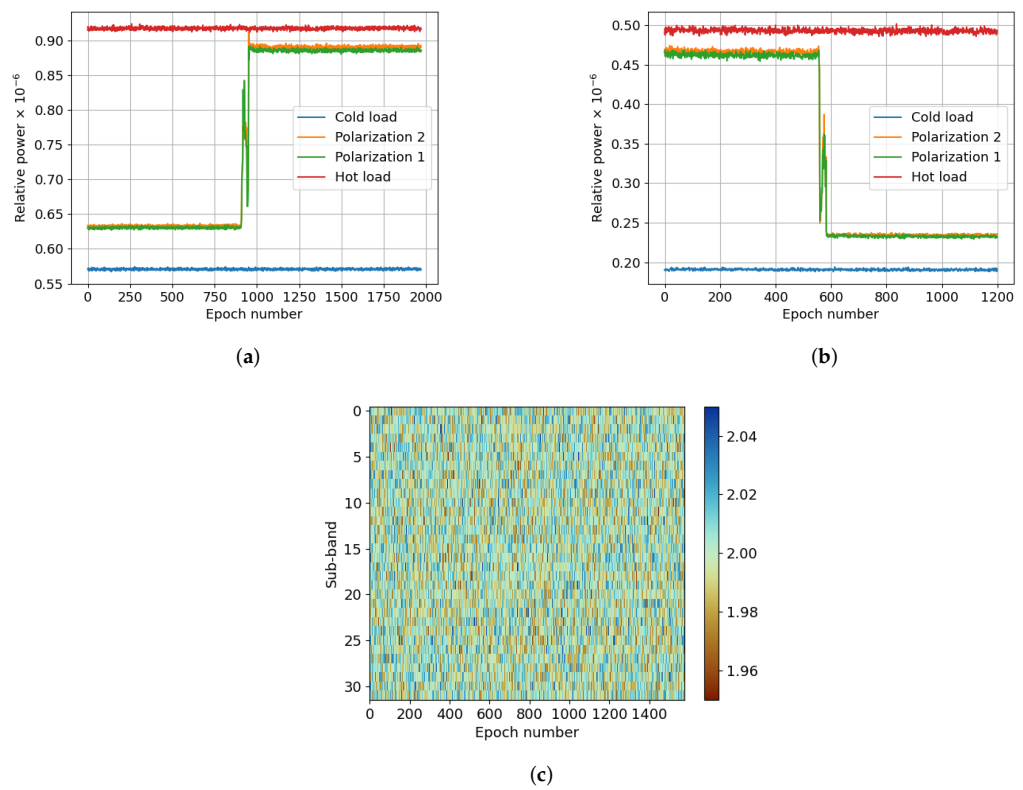 0.90
0.85
0.80
0.75
0.70
0.65
0.60
0.55
Relative power × 10⁻⁶
Cold load
Polarization 2
Polarization 1
Hot load
0 250 500 750 1000 1250 1500 1750 2000
Epoch number
(a)
0.50
0.45
0.40
0.35
0.30
0.25
0.20
Relative power × 10⁻⁶
Cold load
Polarization 2
Polarization 1
Hot load
0 200 400 600 800 1000 1200
Epoch number
(b)
0
5
10
15
20
25
30
Sub-band
0 200 400 600 800 1000 1200 1400
Epoch number
2.04
2.02
2.00
1.98
1.96
(c)